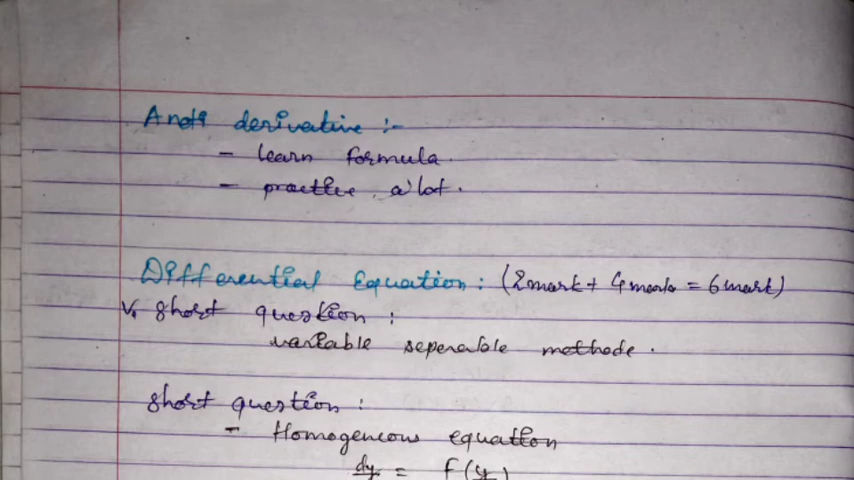 Anti derivative :-
- learn formula.
- practice a lot.
Differential Equation : (2mark + 4marks = 6mark)
V. short question :
variable seperable methode.
short question :
- Homogeneous equation
dy = F(y)